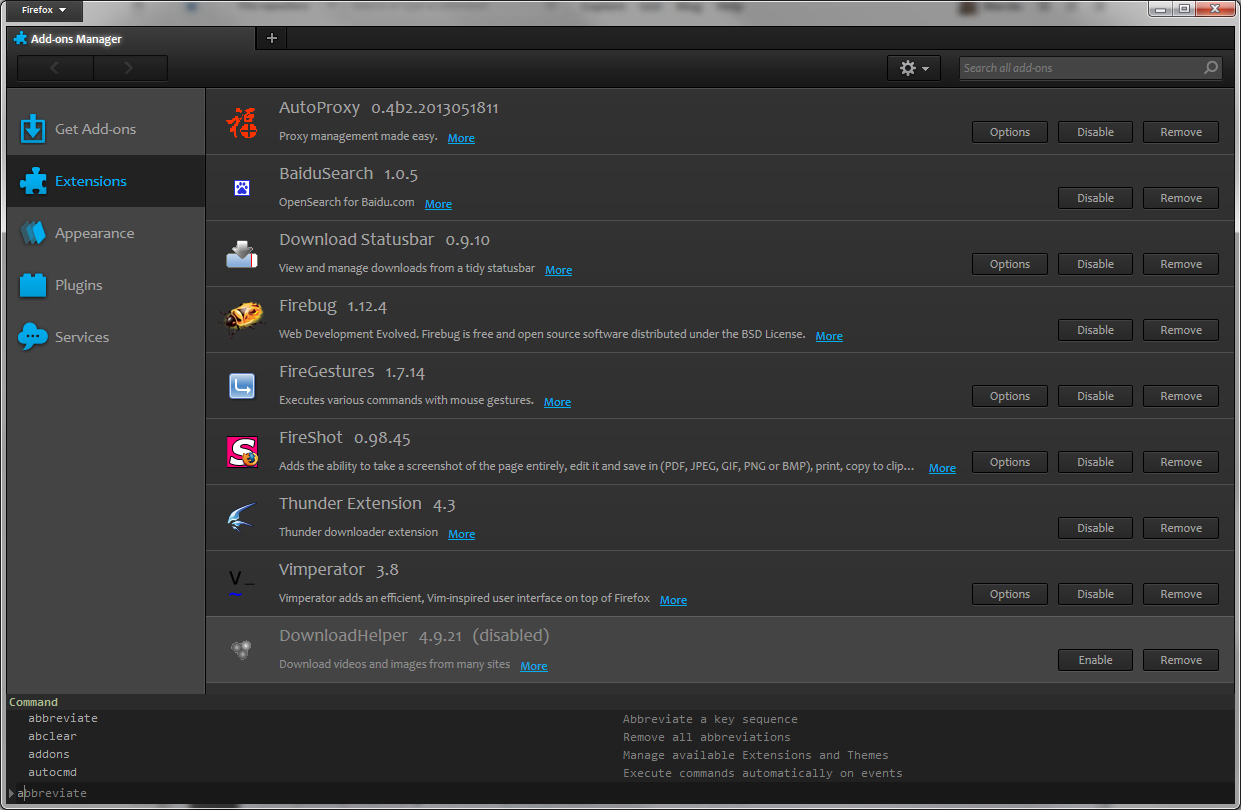 Firefox
Add-ons Manager
Search all add-ons
Get Add-ons
Extensions
Appearance
Plugins
Services
AutoProxy 0.4b2.2013051811
Proxy management made easy. More
Options Disable Remove
BaiduSearch 1.0.5
OpenSearch for Baidu.com More
Disable Remove
Download Statusbar 0.9.10
View and manage downloads from a tidy statusbar More
Options Disable Remove
Firebug 1.12.4
Web Development Evolved. Firebug is free and open source software distributed under the BSD License. More
Disable Remove
FireGestures 1.7.14
Executes various commands with mouse gestures. More
Options Disable Remove
FireShot 0.98.45
Adds the ability to take a screenshot of the page entirely, edit it and save in (PDF, JPEG, GIF, PNG or BMP), print, copy to clip... More
Options Disable Remove
Thunder Extension 4.3
Thunder downloader extension More
Disable Remove
Vimperator 3.8
Vimperator adds an efficient, Vim-inspired user interface on top of Firefox More
Options Disable Remove
DownloadHelper 4.9.21 (disabled)
Download videos and images from many sites More
Enable Remove
Command
abbreviate Abbreviate a key sequence
abclear Remove all abbreviations
addons Manage available Extensions and Themes
autocmd Execute commands automatically on events
abbreviate